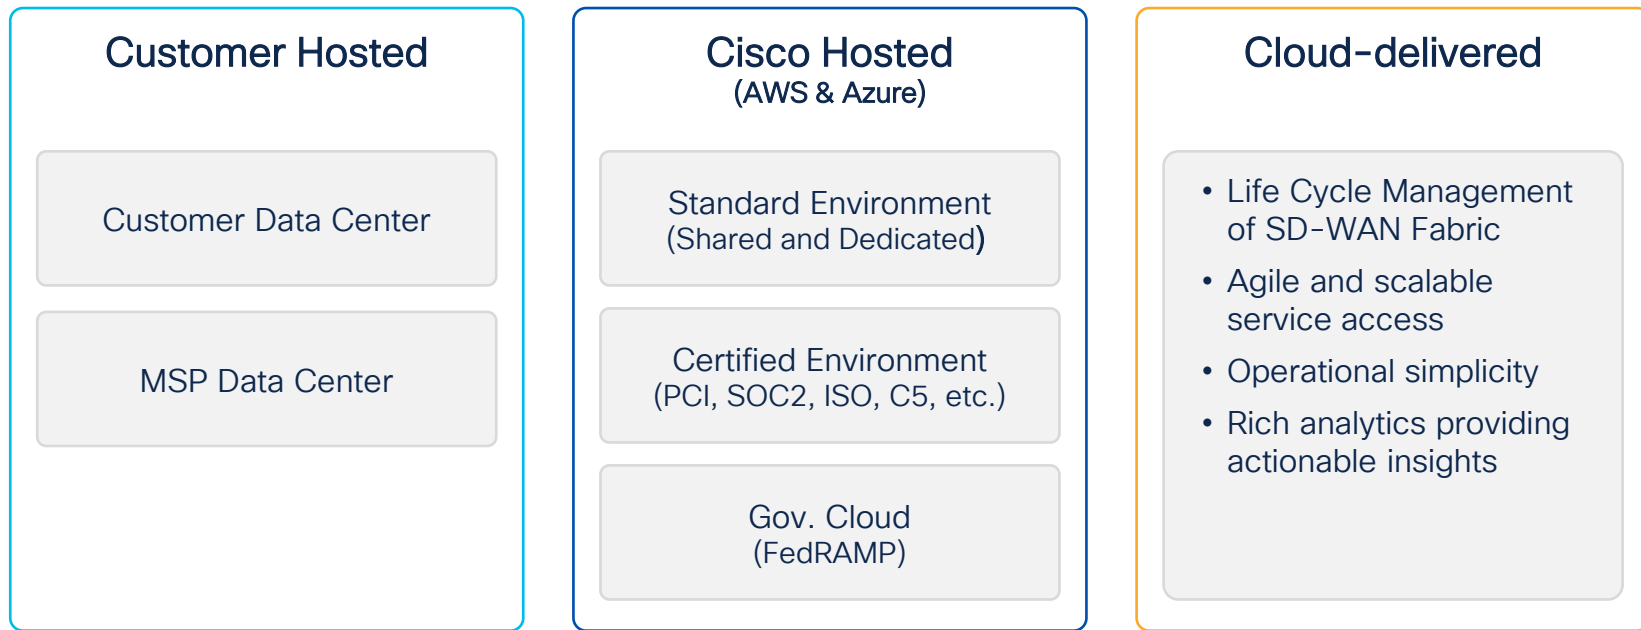 Customer Hosted
Customer Data Center
MSP Data Center
Cisco Hosted
(AWS & Azure)
Standard Environment
(Shared and Dedicated)
Certified Environment
(PCI, SOC2, ISO, C5, etc.)
Gov. Cloud
(FedRAMP)
Cloud-delivered
• Life Cycle Management
of SD-WAN Fabric
• Agile and scalable
service access
• Operational simplicity
• Rich analytics providing
actionable insights